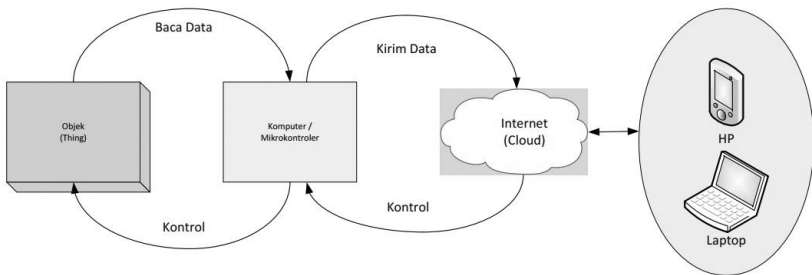 Baca Data
Kirim Data
Objek
(Thing)
Komputer /
Mikrokontroler
Internet
(Cloud)
HP
Kontrol
Kontrol
Laptop